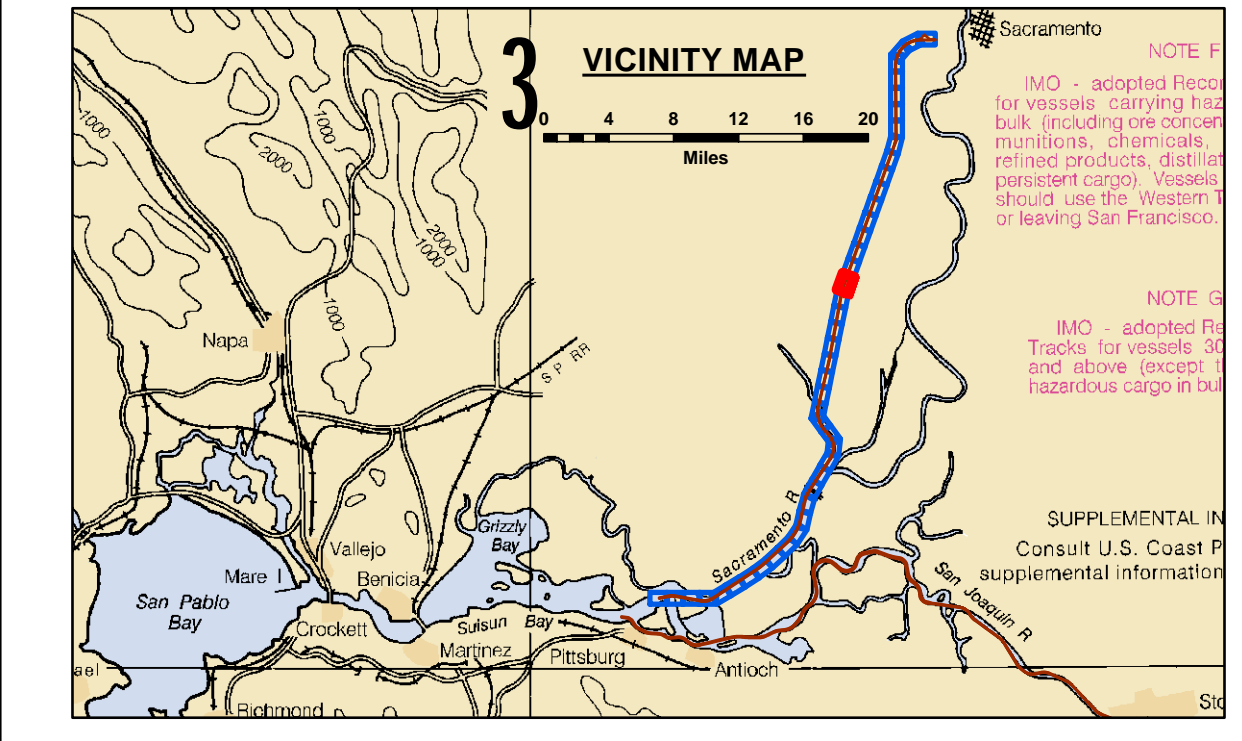 3
VICINITY MAP
0 4 8 12 16 20
Miles
Sacramento
NOTE F
IMO - adopted Recor
for vessels carrying haz
bulk (including ore concen
munitions, chemicals,
refined products, distillat
persistent cargo). Vessels
should use the Western T
or leaving San Francisco.
NOTE G
IMO - adopted Re
Tracks for vessels 30
and above (except t
hazardous cargo in bul
SUPPLEMENTAL IN
Consult U.S. Coast P
supplemental information
1000
1000
2000
2000
1000
1000
Napa
S P RR
Grizzly
Bay
Sacramento R
San Joaquin R
Vallejo
Mare I
Benicia
San Pablo
Bay
Crockett
Suisun Bay
Martinez
Pittsburg
Antioch
ael
Richmond
Sto